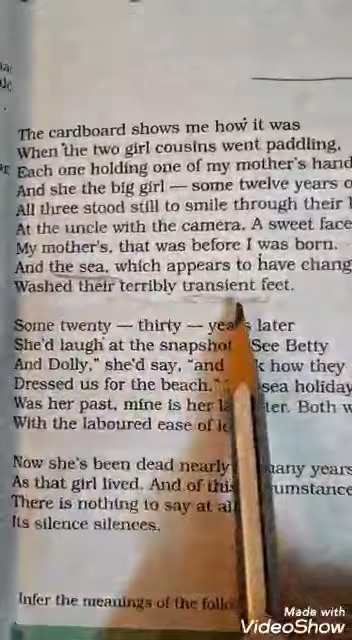 The cardboard shows me how it was
When the two girl cousins went paddling,
Each one holding one of my mother's hand
And she the big girl — some twelve years o
All three stood still to smile through their
At the uncle with the camera. A sweet face
My mother's, that was before I was born.
And the sea, which appears to have chang
Washed their terribly transient feet.
Some twenty — thirty — years later
She'd laugh at the snapshot. "See Betty
And Dolly," she'd say, "and how they
Dressed us for the beach." sea holiday
Was her past, mine is her Both w
With the laboured ease of
Now she's been dead nearly many years
As that girl lived. And of this
There is nothing to say at
Its silence silences.
Infer the meanings of the
Made with
VideoShow